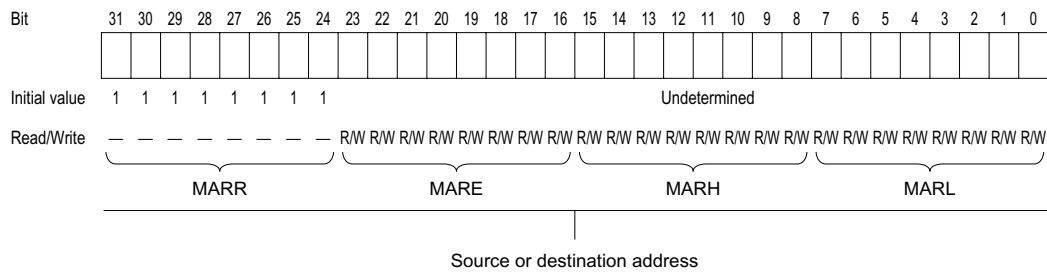 Bit 31 30 29 28 27 26 25 24 23 22 21 20 19 18 17 16 15 14 13 12 11 10 9 8 7 6 5 4 3 2 1 0
Initial value 1 1 1 1 1 1 1 1 Undetermined
Read/Write — — — — — — — — R/W R/W R/W R/W R/W R/W R/W R/W R/W R/W R/W R/W R/W R/W R/W R/W R/W R/W R/W R/W R/W R/W R/W R/W
MARR MARE MARH MARL
Source or destination address